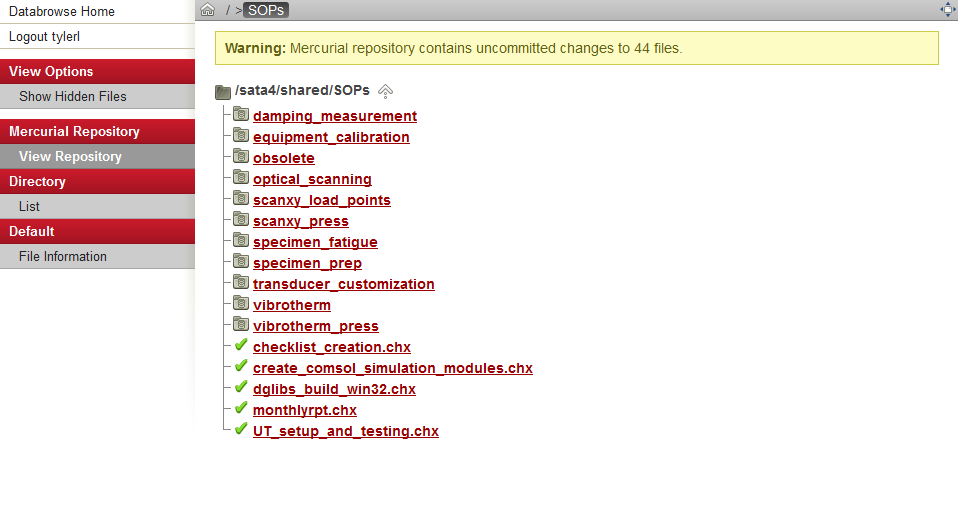 Databrowse Home
Logout tylerl
View Options
Show Hidden Files
Mercurial Repository
View Repository
Directory
List
Default
File Information
/ > SOPs
Warning: Mercurial repository contains uncommitted changes to 44 files.
/sata4/shared/SOPs
damping_measurement
equipment_calibration
obsolete
optical_scanning
scanxy_load_points
scanxy_press
specimen_fatigue
specimen_prep
transducer_customization
vibrotherm
vibrotherm_press
checklist_creation.chx
create_comsol_simulation_modules.chx
dglibs_build_win32.chx
monthlyrpt.chx
UT_setup_and_testing.chx